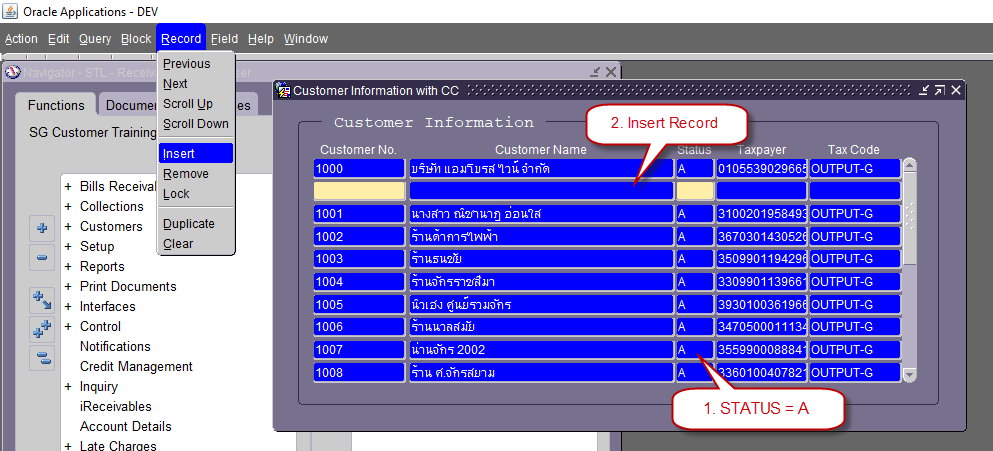 Oracle Applications - DEV
Action Edit Query Block Record Field Help Window
Previous
Next
Scroll Up
Scroll Down
Insert
Remove
Lock
Duplicate
Clear
Navigator - STL - Receiva ser
Functions Documen es
SG Customer Training
+ Bills Receivab
+ Collections
+ Customers
+ Setup
+ Reports
+ Print Documents
+ Interfaces
+ Control
Notifications
Credit Management
+ Inquiry
iReceivables
Account Details
+ Late Charges
Customer Information with CC
Customer Information
2. Insert Record
Customer No. Customer Name Status Taxpayer Tax Code
1000 บริษัท แอมโบรส ไวน์ จำกัด A 0105539029665 OUTPUT-G
1001 นางสาว ณิชานาฏ อ่อนใส A 3100201958493 OUTPUT-G
1002 ร้านค้าการไฟฟ้า A 3670301430526 OUTPUT-G
1003 ร้านธนชัย A 3509901194296 OUTPUT-G
1004 ร้านจักรราชสีมา A 3309901139661 OUTPUT-G
1005 นิวเฮง ศูนย์รวมจักร A 3930100361966 OUTPUT-G
1006 ร้านนวลสมัย A 3470500011134 OUTPUT-G
1007 น่านจักร 2002 A 3559900088841 OUTPUT-G
1008 ร้าน ศ.จักรสยาม A 3360100407821 OUTPUT-G
1. STATUS = A